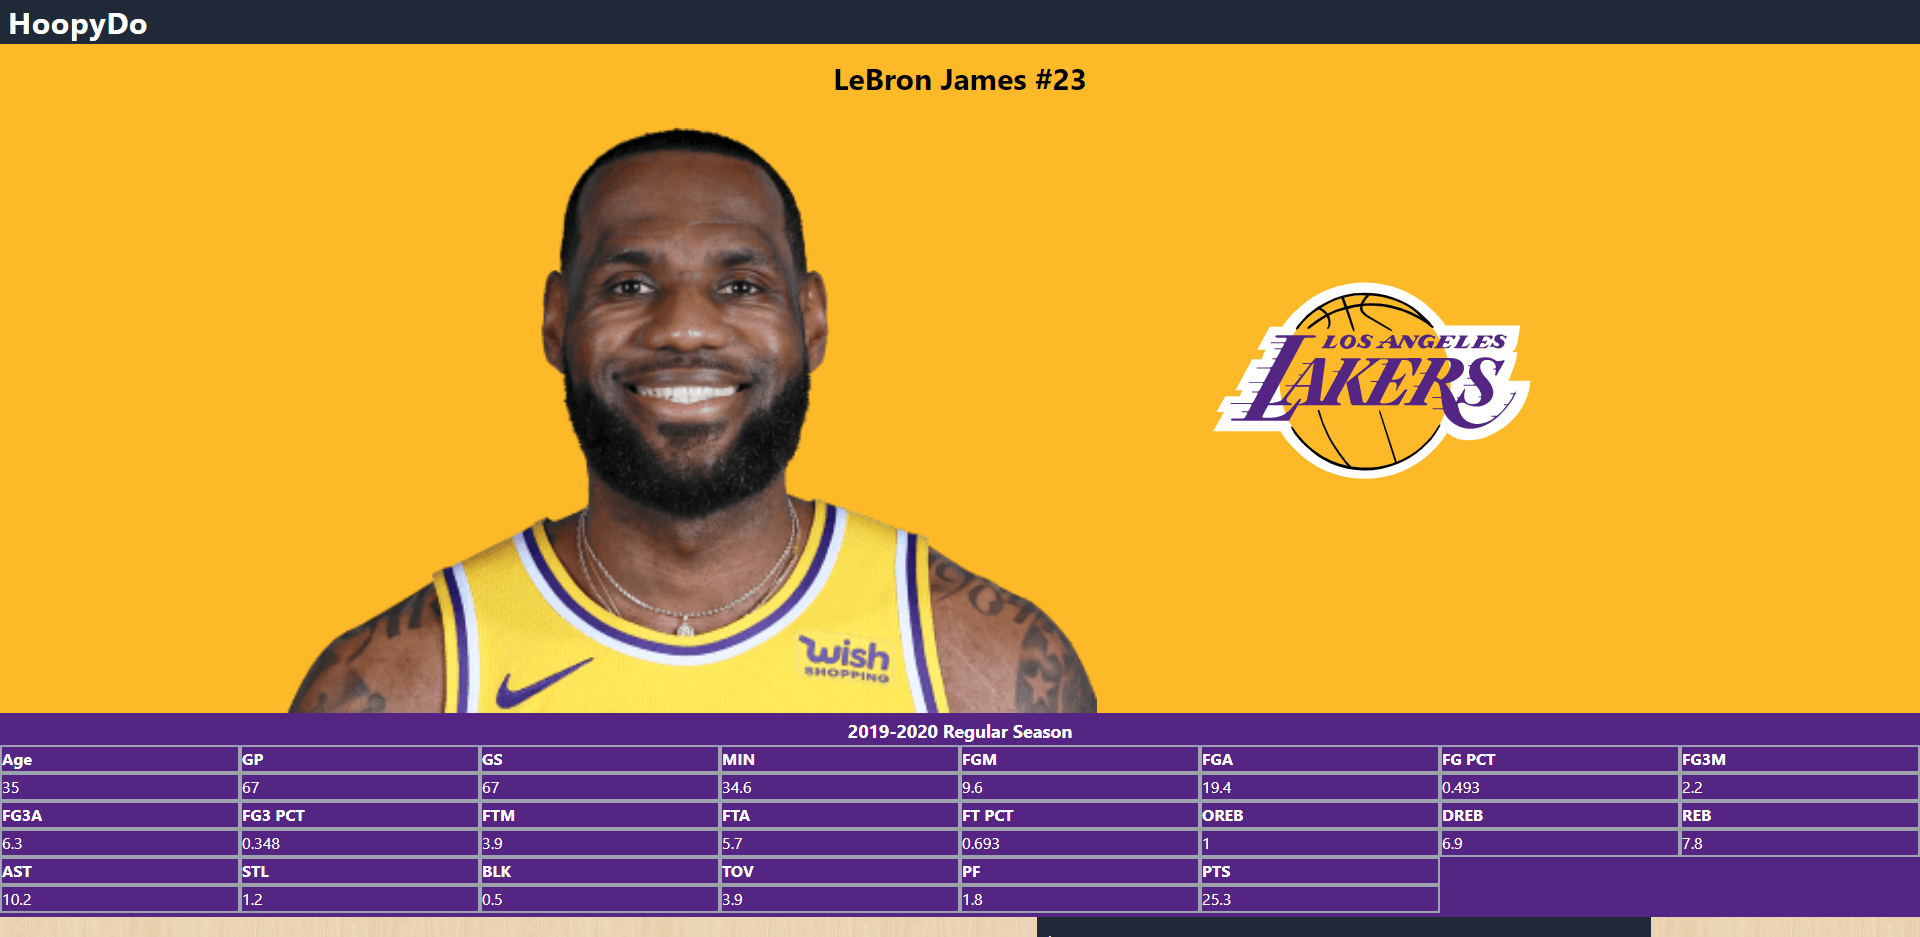 HoopyDo
LeBron James #23
LOS ANGELES
LAKERS
wish
SHOPPING
2019-2020 Regular Season
Age GP GS MIN FGM FGA FG PCT FG3M
35 67 67 34.6 9.6 19.4 0.493 2.2
FG3A FG3 PCT FTM FTA FT PCT OREB DREB REB
6.3 0.348 3.9 5.7 0.693 1 6.9 7.8
AST STL BLK TOV PF PTS
10.2 1.2 0.5 3.9 1.8 25.3